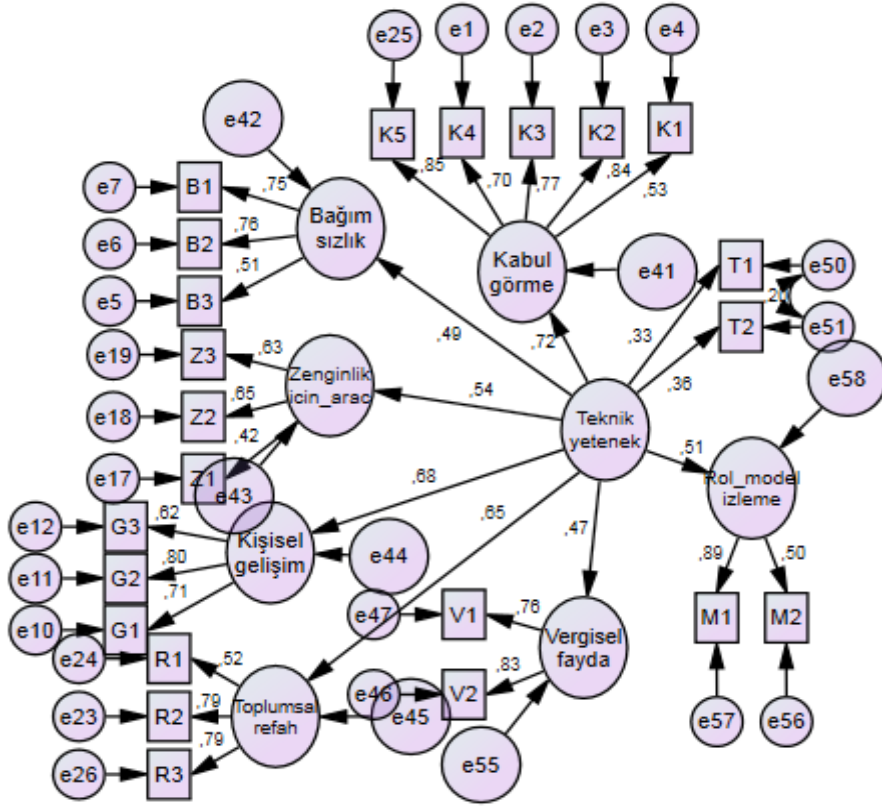 e25
e1
e2
e3
e4
K5
K4
K3
K2
K1
,85
,70
,77
,84
,53
e42
e7
B1
,75
e6
B2
,76
e5
B3
,51
Bağım
sızlık
Kabul
görme
e41
T1
e50
,20
T2
e51
,33
,36
e58
,49
,72
e19
Z3
,63
e18
Z2
,65
e17
Z1
,42
Zenginlik
icin_arac
,54
Teknik
yetenek
,51
Rol_model
izleme
e43
,68
,65
,47
e12
G3
,62
e11
G2
,80
e10
G1
,71
Kişisel
gelişim
e44
,89
,50
M1
M2
e57
e56
e47
V1
,76
e46
V2
,83
Vergisel
fayda
e55
e24
R1
,52
e23
R2
,79
e26
R3
,79
Toplumsal
refah
e45